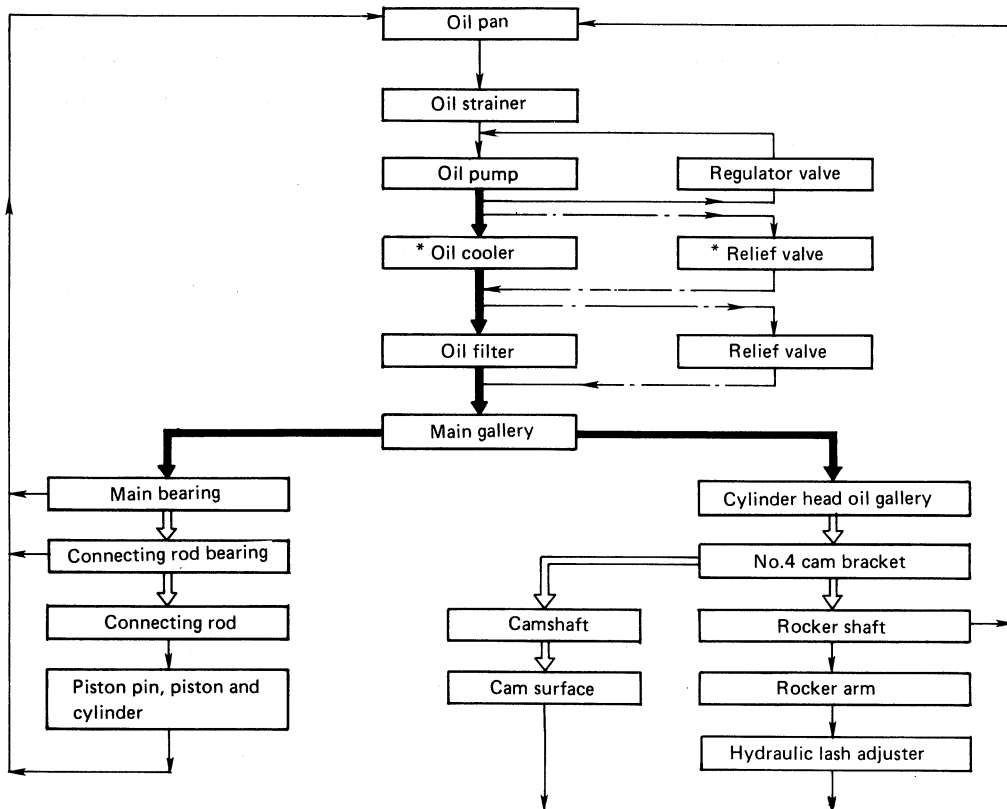 Oil pan
Oil strainer
Oil pump
Regulator valve
* Oil cooler
* Relief valve
Oil filter
Relief valve
Main gallery
Main bearing
Cylinder head oil gallery
Connecting rod bearing
No.4 cam bracket
Connecting rod
Camshaft
Rocker shaft
Piston pin, piston and
cylinder
Cam surface
Rocker arm
Hydraulic lash adjuster